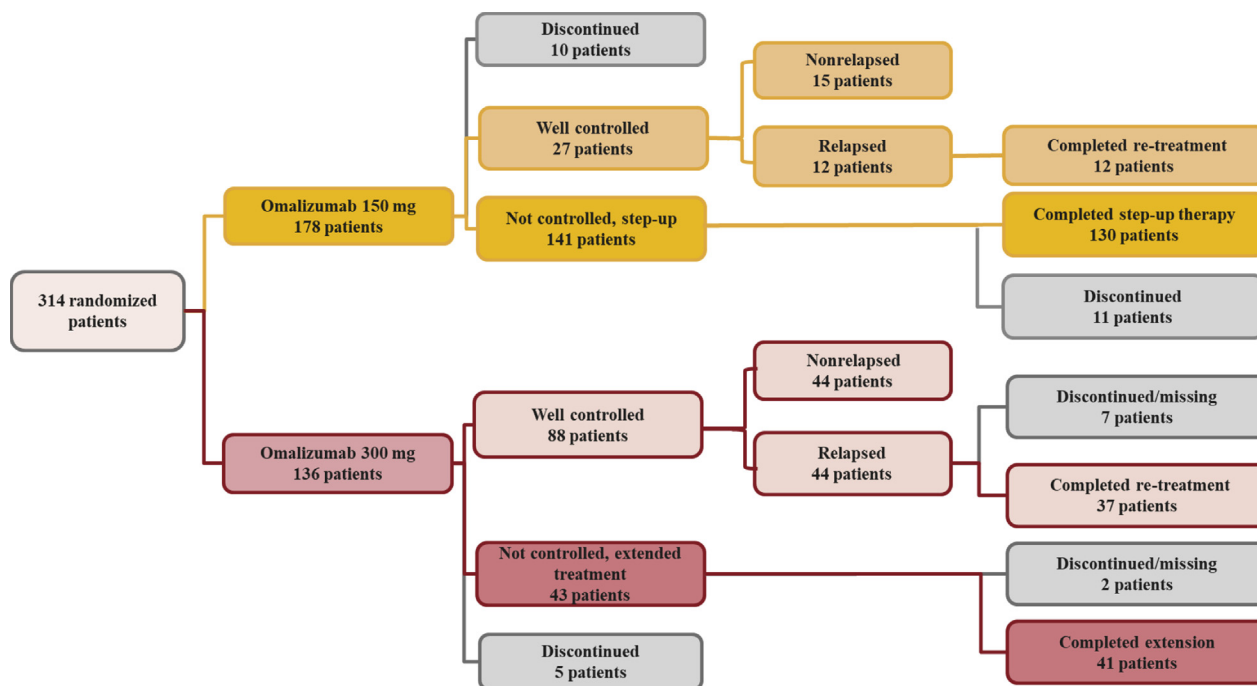 314 randomized
patients
Omalizumab 150 mg
178 patients
Discontinued
10 patients
Well controlled
27 patients
Nonrelapsed
15 patients
Relapsed
12 patients
Completed re-treatment
12 patients
Not controlled, step-up
141 patients
Completed step-up therapy
130 patients
Discontinued
11 patients
Omalizumab 300 mg
136 patients
Well controlled
88 patients
Nonrelapsed
44 patients
Relapsed
44 patients
Discontinued/missing
7 patients
Completed re-treatment
37 patients
Not controlled, extended
treatment
43 patients
Discontinued/missing
2 patients
Completed extension
41 patients
Discontinued
5 patients